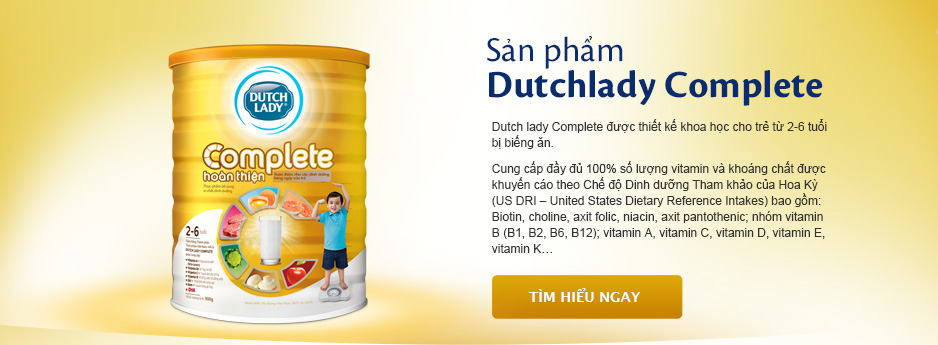 DUTCH
LADY
Complete
hoàn thiện
2-6 tuổi
DHA
900g
Sản phẩm
Dutchlady Complete
Dutch lady Complete được thiết kế khoa học cho trẻ từ 2-6 tuổi
bị biếng ăn.
Cung cấp đầy đủ 100% số lượng vitamin và khoáng chất được
khuyến cáo theo Chế độ Dinh dưỡng Tham khảo của Hoa Kỳ
(US DRI – United States Dietary Reference Intakes) bao gồm:
Biotin, choline, axit folic, niacin, axit pantothenic; nhóm vitamin
B (B1, B2, B6, B12); vitamin A, vitamin C, vitamin D, vitamin E,
vitamin K…
TÌM HIỂU NGAY